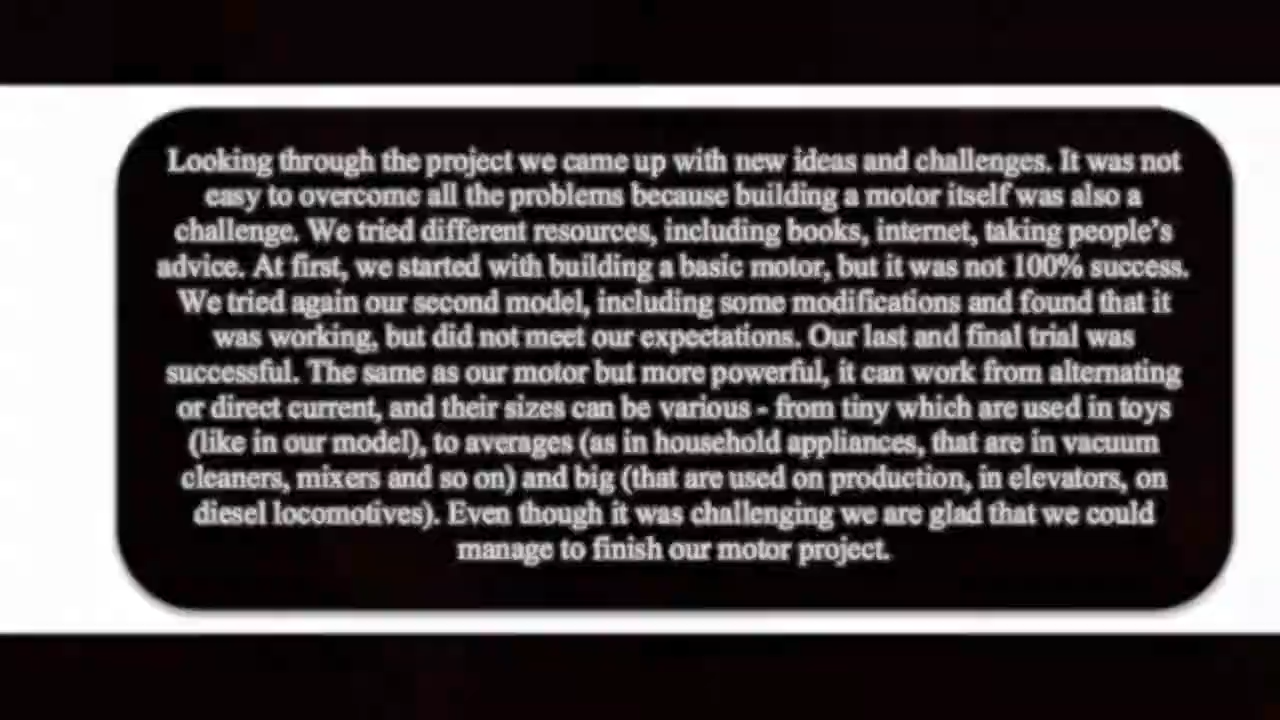 Looking through the project we came up with new ideas and challenges. It was not
easy to overcome all the problems because building a motor itself was also a
challenge. We tried different resources, including books, internet, taking people's
advice. At first, we started with building a basic motor, but it was not 100% success.
We tried again our second model, including some modifications and found that it
was working, but did not meet our expectations. Our last and final trial was
successful. The same as our motor but more powerful, it can work from alternating
or direct current, and their sizes can be various - from tiny which are used in toys
(like in our model), to averages (as in household appliances, that are in vacuum
cleaners, mixers and so on) and big (that are used on production, in elevators, on
diesel locomotives). Even though it was challenging we are glad that we could
manage to finish our motor project.